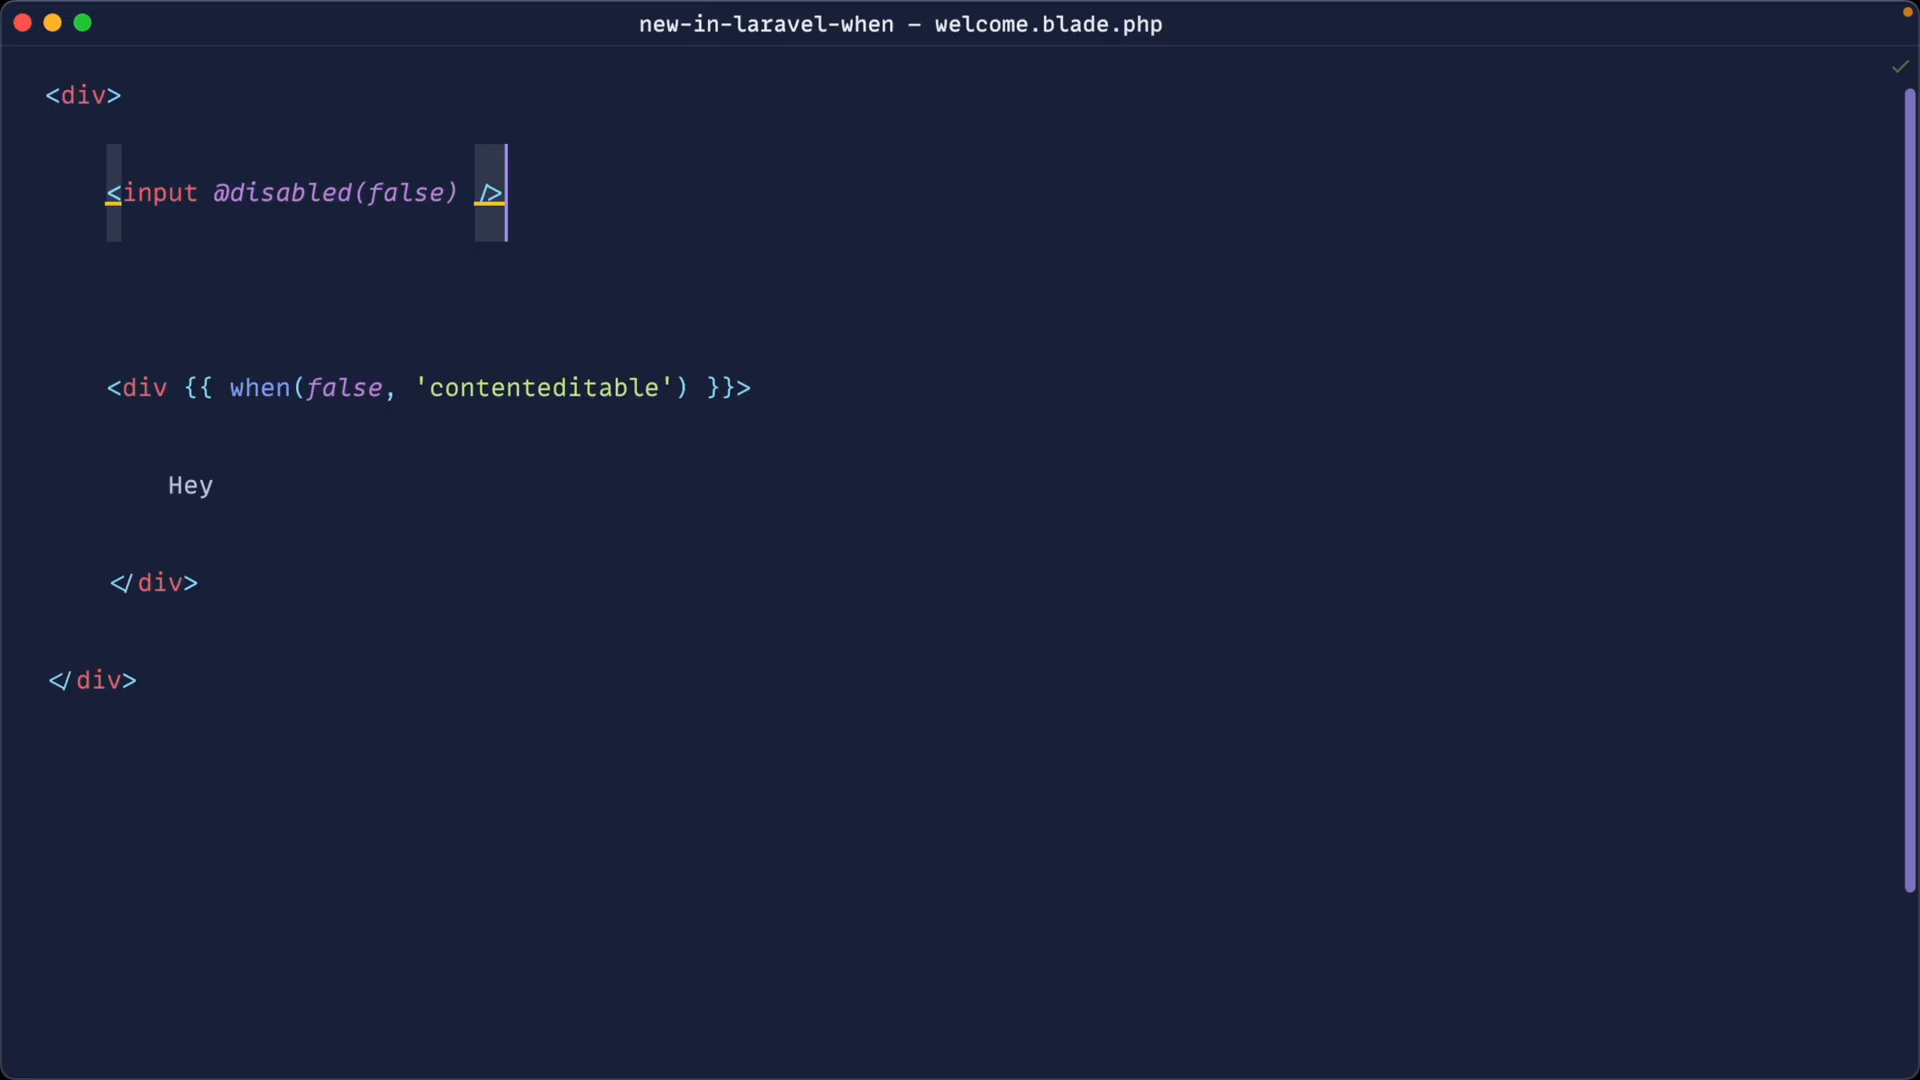 new-in-laravel-when – welcome.blade.php
<div>
<input @disabled(false) />
<div {{ when(false, 'contenteditable') }}>
Hey
</div>
</div>